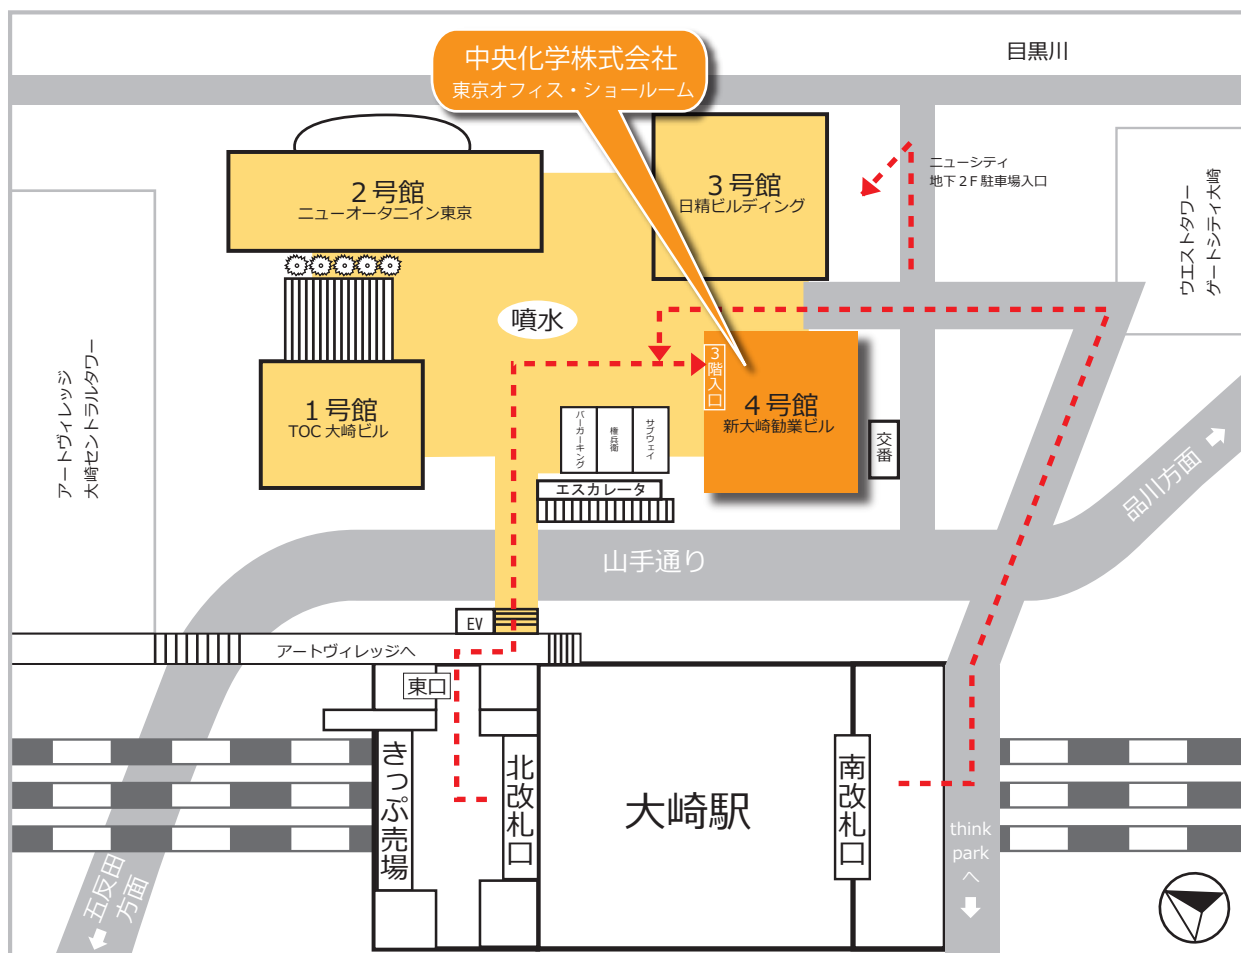 中央化学株式会社
東京オフィス・ショールーム
目黒川
2号館
ニューオータニイン東京
3号館
日精ビルディング
ニューシティ
地下2F駐車場入口
ウエストタワー
ゲートシティ大崎
アートヴィレッジ
大崎セントラルタワー
噴水
1号館
TOC 大崎ビル
3階入口
4号館
新大崎勧業ビル
バーガーキング
権兵衛
サブウェイ
交番
エスカレータ
品川方面
山手通り
EV
アートヴィレッジへ
東口
きっぷ売場
北改札口
大崎駅
南改札口
think
park
へ
五反田
方面